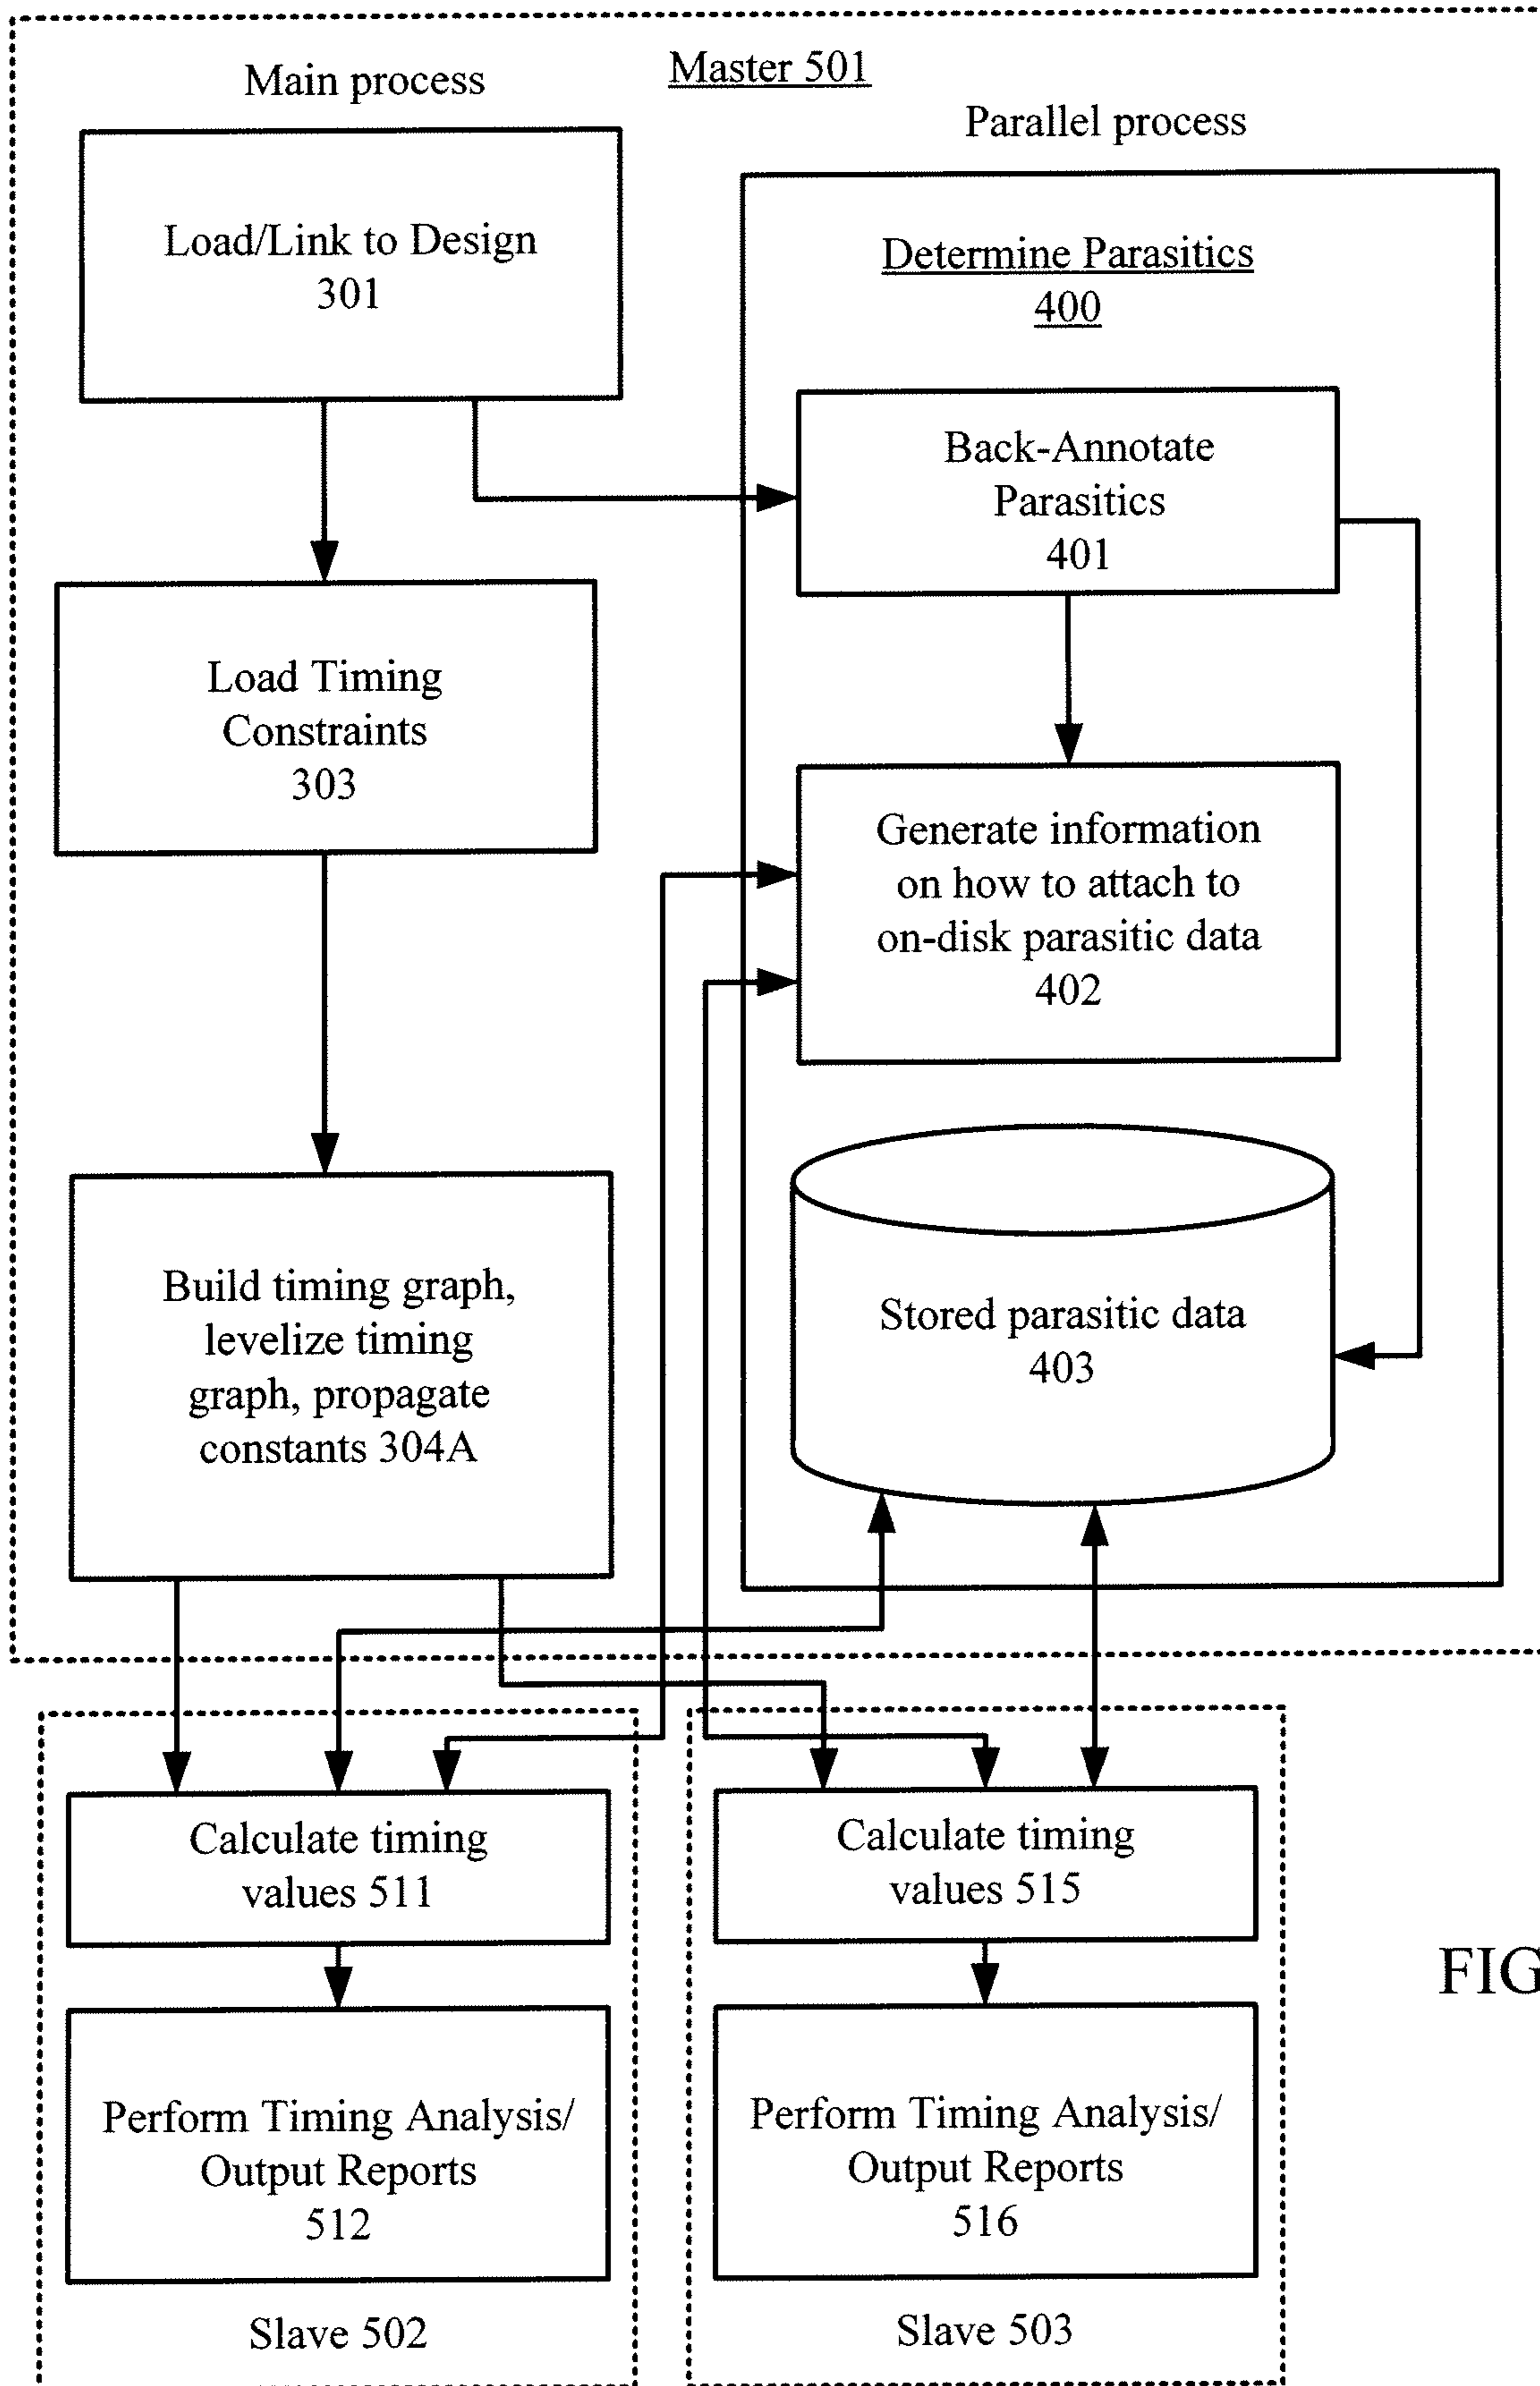 Master 501
Main process
Parallel process
Load/Link to Design
301
Determine Parasitics
400
Back-Annotate
Parasitics
401
Load Timing
Constraints
303
Generate information
on how to attach to
on-disk parasitic data
402
Build timing graph,
levelize timing
graph, propagate
constants 304A
Stored parasitic data
403
Calculate timing
values 511
Perform Timing Analysis/
Output Reports
512
Slave 502
Calculate timing
values 515
Perform Timing Analysis/
Output Reports
516
Slave 503
FIG